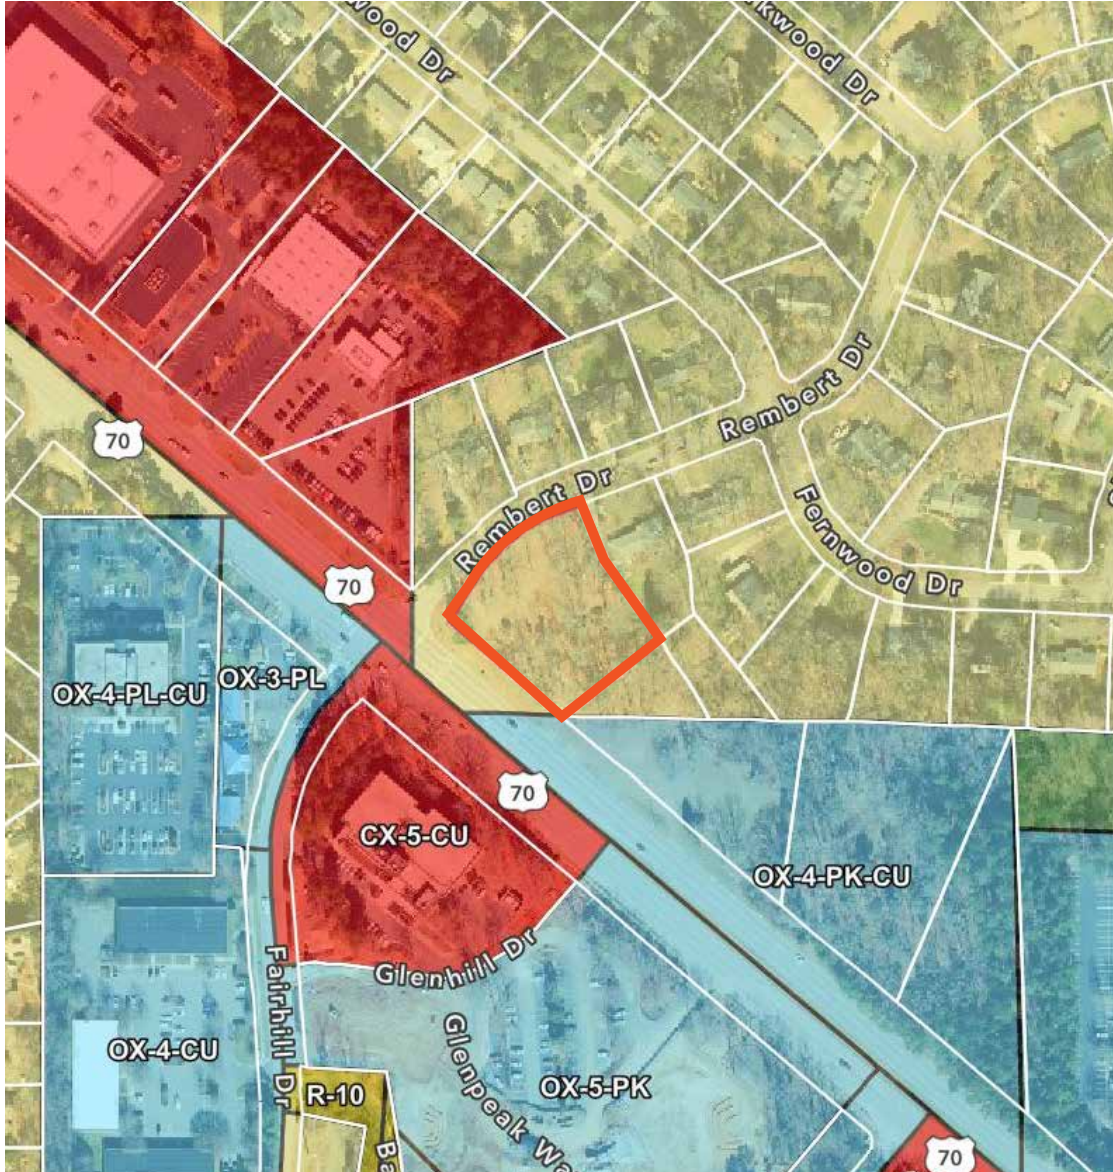 wood Dr
kwood Dr
Rembert Dr
70
Rembert Dr
Fernwood Dr
70
OX-3-PL
OX-4-PL-CU
70
CX-5-CU
OX-4-PK-CU
Glenhill Dr
Fairhill Dr
OX-4-CU
Glenpeak Wa
OX-5-PK
R-10
Ba
70